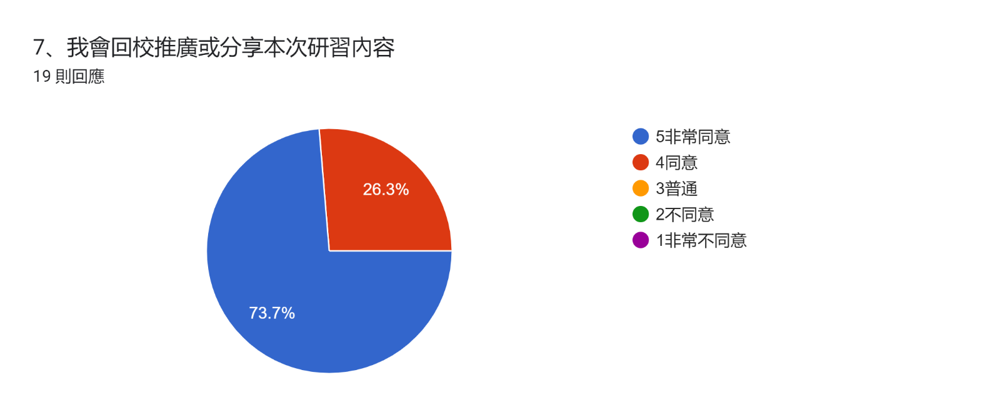 7、我會回校推廣或分享本次研習內容
19 則回應
5非常同意
4同意
3普通
2不同意
1非常不同意
26.3%
73.7%